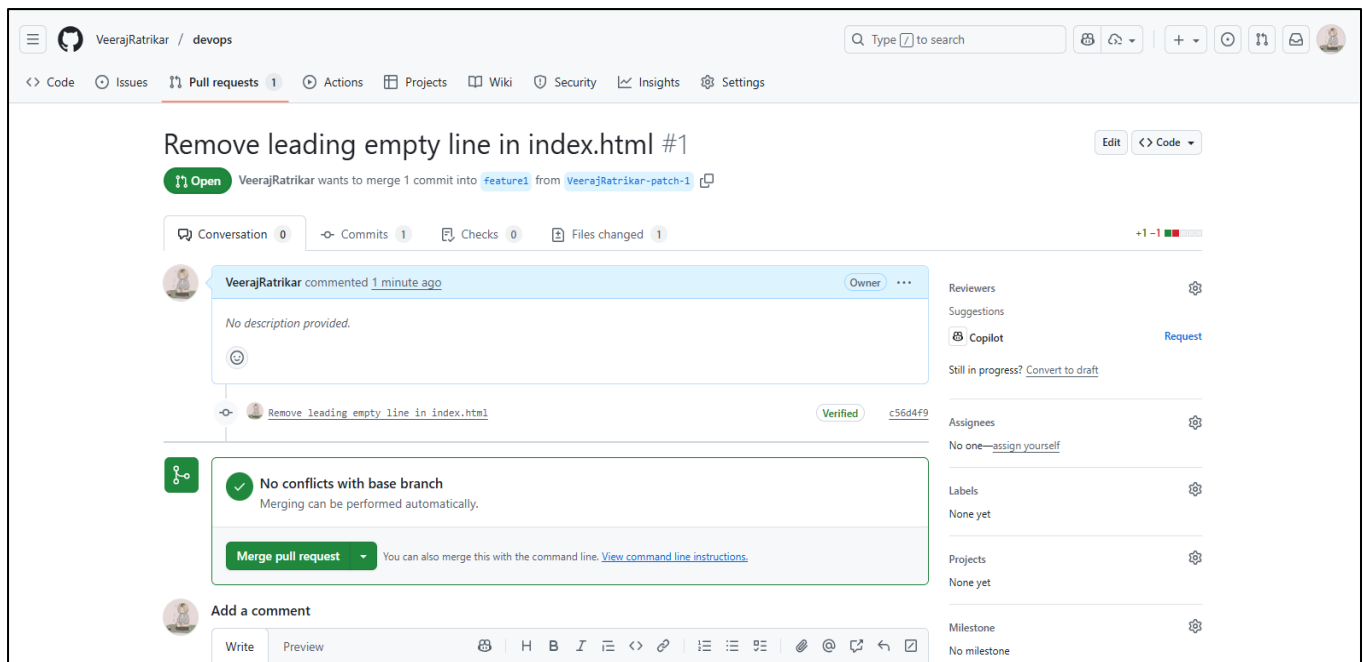 VeerajRatrikar / devops
Type / to search
Code Issues Pull requests 1 Actions Projects Wiki Security Insights Settings
Remove leading empty line in index.html #1
Edit <> Code
Open VeerajRatrikar wants to merge 1 commit into feature1 from VeerajRatrikar-patch-1
Conversation 0 Commits 1 Checks 0 Files changed 1
+1 −1
VeerajRatrikar commented 1 minute ago Owner
No description provided.
Remove leading empty line in index.html Verified c56d4f9
No conflicts with base branch
Merging can be performed automatically.
Merge pull request You can also merge this with the command line. View command line instructions.
Add a comment
Write Preview H B I
Reviewers
Suggestions
Copilot Request
Still in progress? Convert to draft
Assignees
No one—assign yourself
Labels
None yet
Projects
None yet
Milestone
No milestone